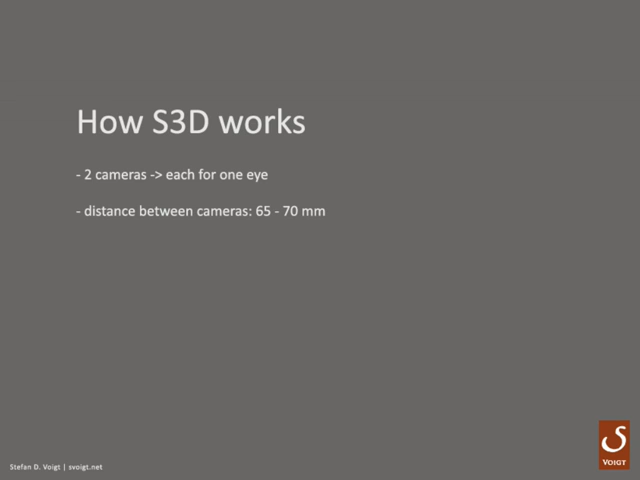 How S3D works
- 2 cameras -> each for one eye
- distance between cameras: 65 - 70 mm
S
VOIGT
Stefan D. Voigt | svoigt.net